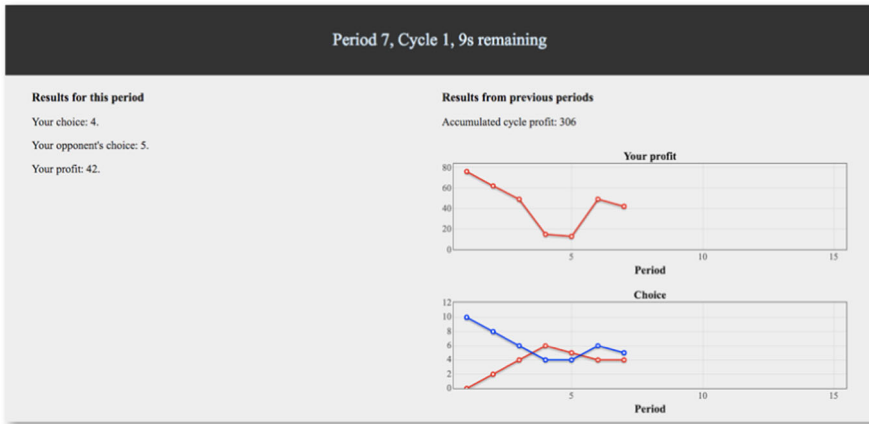 Period 7, Cycle 1, 9s remaining
Results for this period
Your choice: 4.
Your opponent's choice: 5.
Your profit: 42.
Results from previous periods
Accumulated cycle profit: 306
Your profit
80
60
40
20
0
5
10
15
Period
Choice
12
10
8
6
4
2
0
5
10
15
Period